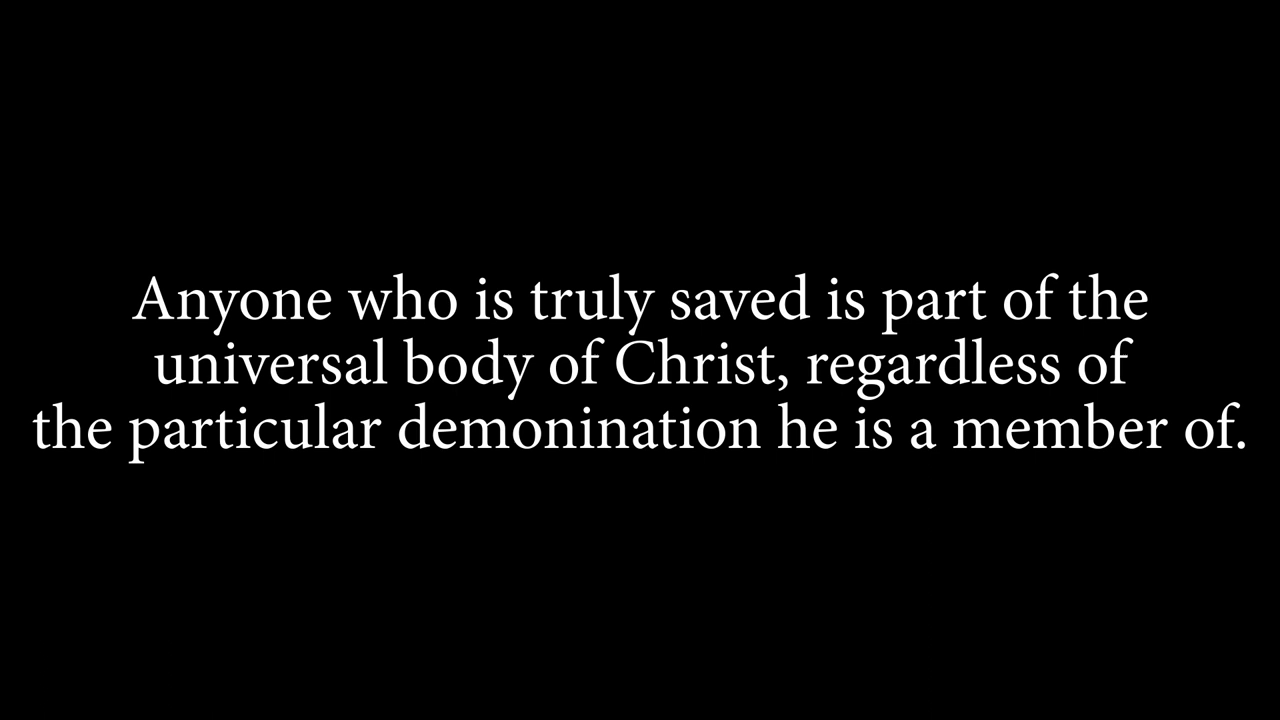 Anyone who is truly saved is part of the
universal body of Christ, regardless of
the particular demonination he is a member of.